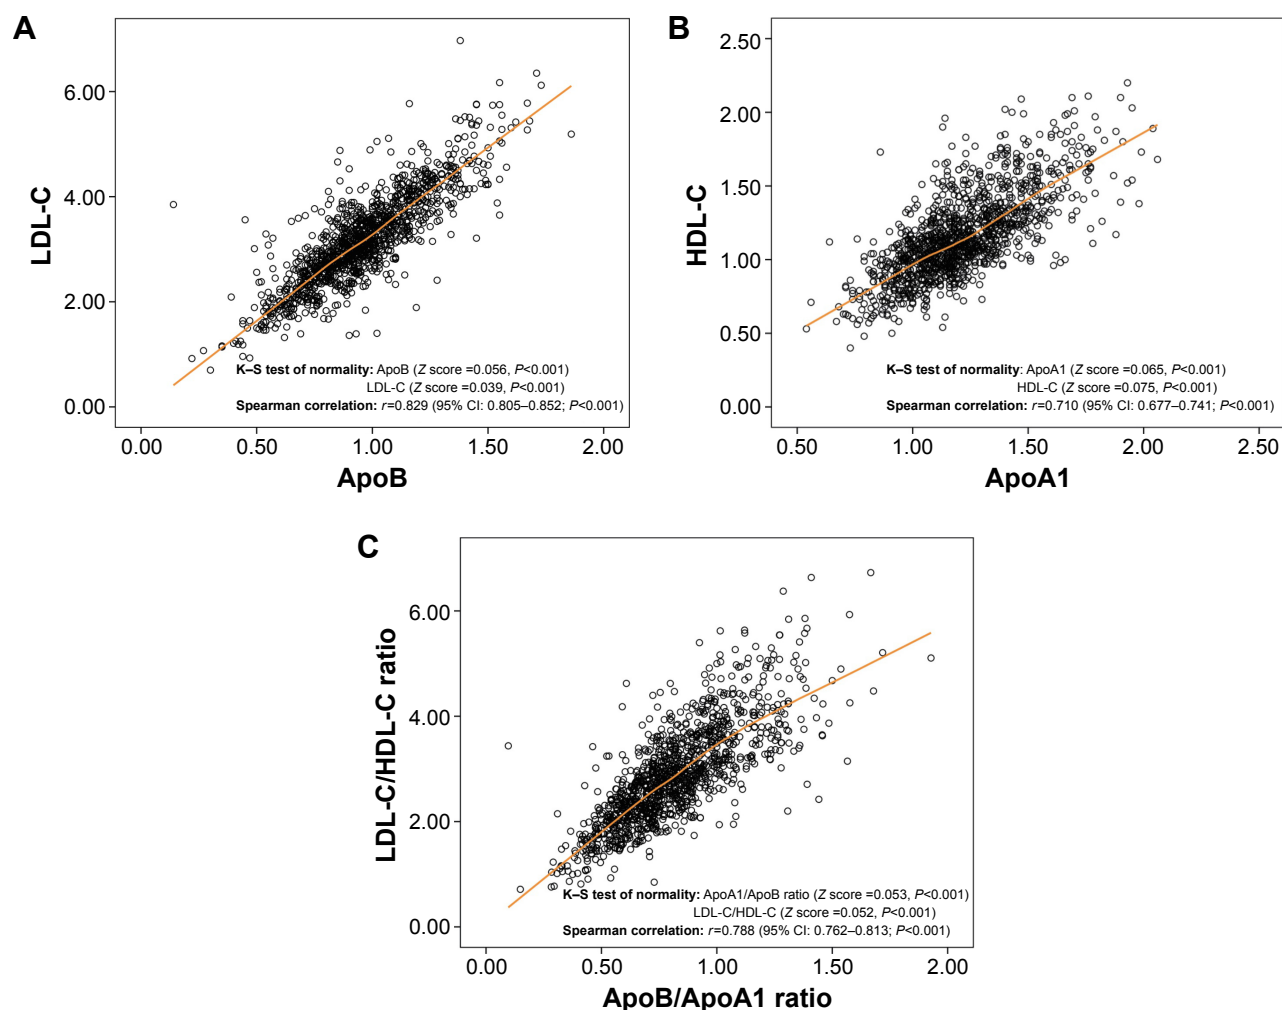 A
LDL-C
6.00
4.00
2.00
0.00
K–S test of normality: ApoB (Z score =0.056, P<0.001)
LDL-C (Z score =0.039, P<0.001)
Spearman correlation: r=0.829 (95% CI: 0.805–0.852; P<0.001)
0.00 0.50 1.00 1.50 2.00
ApoB
B
HDL-C
2.50
2.00
1.50
1.00
0.50
0.00
K–S test of normality: ApoA1 (Z score =0.065, P<0.001)
HDL-C (Z score =0.075, P<0.001)
Spearman correlation: r=0.710 (95% CI: 0.677–0.741; P<0.001)
0.50 1.00 1.50 2.00 2.50
ApoA1
C
LDL-C/HDL-C ratio
6.00
4.00
2.00
0.00
K–S test of normality: ApoA1/ApoB ratio (Z score =0.053, P<0.001)
LDL-C/HDL-C (Z score =0.052, P<0.001)
Spearman correlation: r=0.788 (95% CI: 0.762–0.813; P<0.001)
0.00 0.50 1.00 1.50 2.00
ApoB/ApoA1 ratio